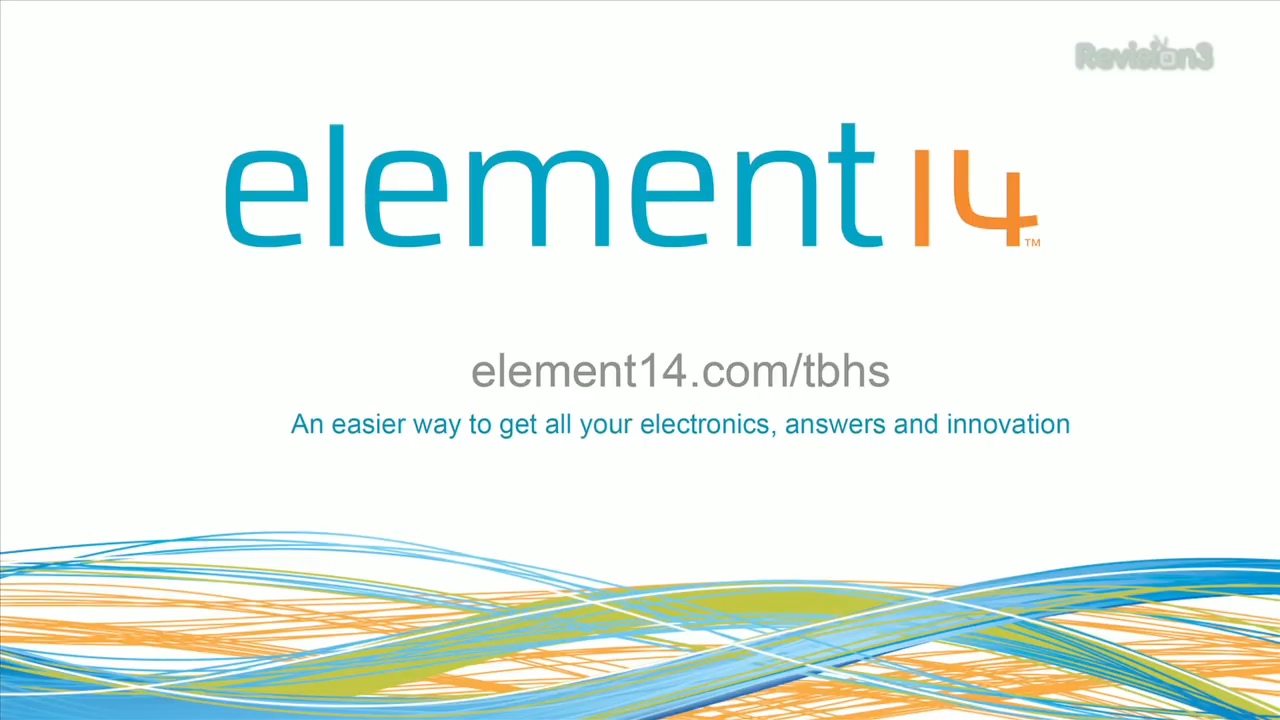 Revision3
element14™
element14.com/tbhs
An easier way to get all your electronics, answers and innovation